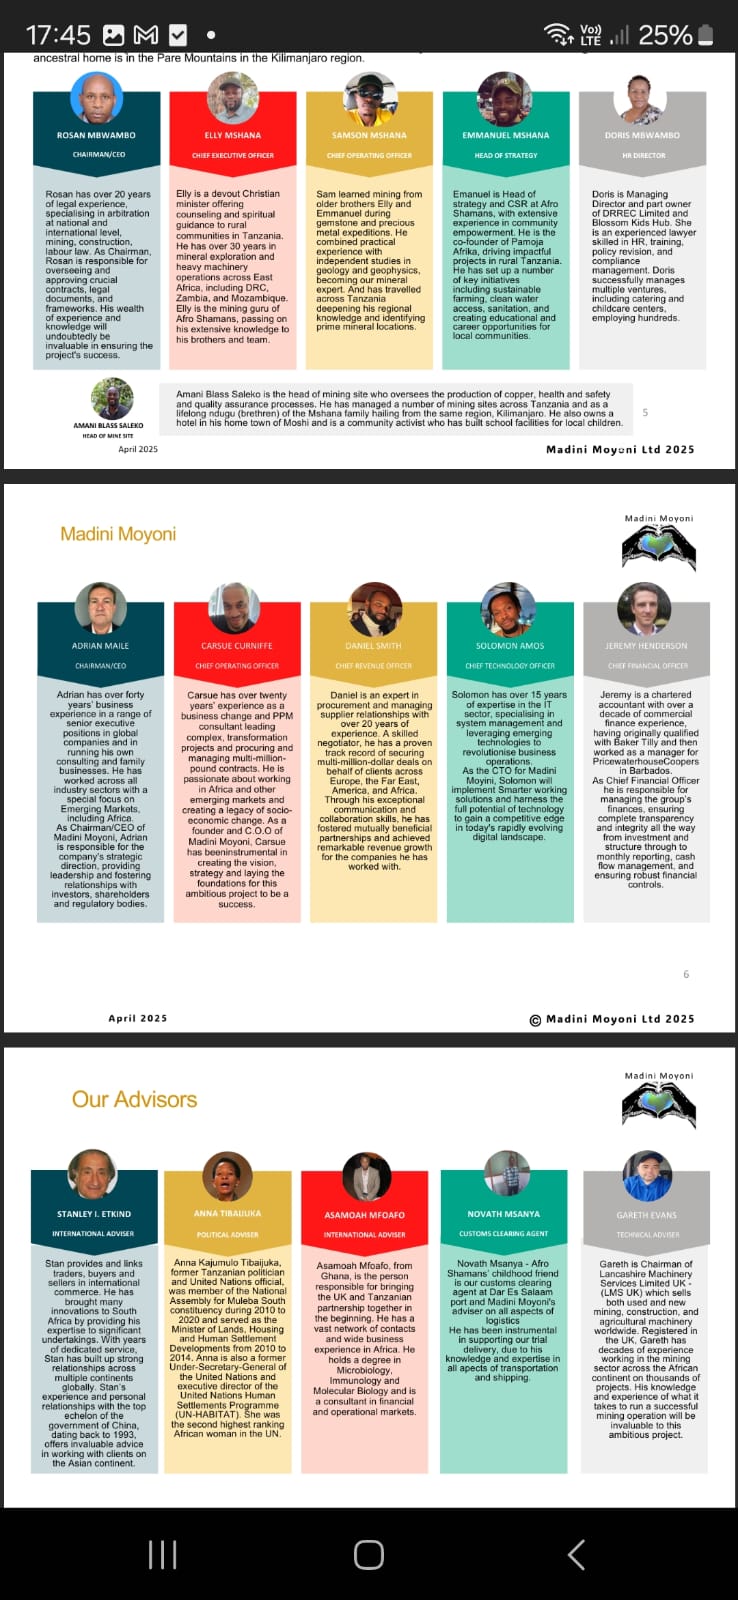 17:45
Vo))
LTE
25%
ancestral home is in the Pare Mountains in the Kilimanjaro region.
ROSAN MBWAMBO
CHAIRMAN/CEO
Rosan has over 20 years
of legal experience,
specialising in arbitration
at national and
international level,
mining, construction,
labour law. As Chairman,
Rosan is responsible for
overseeing and
approving crucial
contracts, legal
documents, and
frameworks. His wealth
of experience and
knowledge will
undoubtedly be
invaluable in ensuring the
project's success.
ELLY MSHANA
CHIEF EXECUTIVE OFFICER
Elly is a devout Christian
minister offering
counseling and spiritual
guidance to rural
communities in Tanzania.
He has over 30 years in
mineral exploration and
heavy machinery
operations across East
Africa, including DRC,
Zambia, and Mozambique.
Elly is the mining guru of
Afro Shamans, passing on
his extensive knowledge to
his brothers and team.
SAMSON MSHANA
CHIEF OPERATING OFFICER
Sam learned mining from
older brothers Elly and
Emmanuel during
gemstone and precious
metal expeditions. He
combined practical
experience with
independent studies in
geology and geophysics,
becoming our mineral
expert. And has travelled
across Tanzania
deepening his regional
knowledge and identifying
prime mineral locations.
EMMANUEL MSHANA
HEAD OF STRATEGY
Emanuel is Head of
strategy and CSR at Afro
Shamans, with extensive
experience in community
empowerment. He is the
co-founder of Pamoja
Afrika, driving impactful
projects in rural Tanzania.
He has set up a number
of key initiatives
including sustainable
farming, clean water
access, sanitation, and
creating educational and
career opportunities for
local communities.
DORIS MBWAMBO
HR DIRECTOR
Doris is Managing
Director and part owner
of DRREC Limited and
Blossom Kids Hub. She
is an experienced lawyer
skilled in HR, training,
policy revision, and
compliance
management. Doris
successfully manages
multiple ventures,
including catering and
childcare centers,
employing hundreds.
AMANI BLASS SALEKO
HEAD OF MINE SITE
Amani Blass Saleko is the head of mining site who oversees the production of copper, health and safety
and quality assurance processes. He has managed a number of mining sites across Tanzania and as a
lifelong ndugu (brethren) of the Mshana family hailing from the same region, Kilimanjaro. He also owns a
hotel in his home town of Moshi and is a community activist who has built school facilities for local children.
5
April 2025
Madini Moyoni Ltd 2025
Madini Moyoni
Madini Moyoni
ADRIAN MAILE
CHAIRMAN/CEO
Adrian has over forty
years' business
experience in a range of
senior executive
positions in global
companies and in
running his own
consulting and family
businesses. He has
worked across all
industry sectors with a
special focus on
Emerging Markets,
including Africa.
As Chairman/CEO of
Madini Moyoni, Adrian
is responsible for the
company's strategic
direction, providing
leadership and fostering
relationships with
investors, shareholders
and regulatory bodies.
CARSUE CURNIFFE
CHIEF OPERATING OFFICER
Carsue has over twenty
years' experience as a
business change and PPM
consultant leading
complex, transformation
projects and procuring and
managing multi-million-
pound contracts. He is
passionate about working
in Africa and other
emerging markets and
creating a legacy of socio-
economic change. As a
founder and C.O.O of
Madini Moyoni, Carsue
has beeninstrumental in
creating the vision,
strategy and laying the
foundations for this
ambitious project to be a
success.
DANIEL SMITH
CHIEF REVENUE OFFICER
Daniel is an expert in
procurement and managing
supplier relationships with
over 20 years of
experience. A skilled
negotiator, he has a proven
track record of securing
multi-million-dollar deals on
behalf of clients across
Europe, the Far East,
America, and Africa.
Through his exceptional
communication and
collaboration skills, he has
fostered mutually beneficial
partnerships and achieved
remarkable revenue growth
for the companies he has
worked with.
SOLOMON AMOS
CHIEF TECHNOLOGY OFFICER
Solomon has over 15 years
of expertise in the IT
sector, specialising in
system management and
leveraging emerging
technologies to
revolutionise business
operations.
As the CTO for Madini
Moyini, Solomon will
implement Smarter working
solutions and harness the
full potential of technology
to gain a competitive edge
in today's rapidly evolving
digital landscape.
JEREMY HENDERSON
CHIEF FINANCIAL OFFICER
Jeremy is a chartered
accountant with over a
decade of commercial
finance experience,
having originally qualified
with Baker Tilly and then
worked as a manager for
PricewaterhouseCoopers
in Barbados.
As Chief Financial Officer
he is responsible for
managing the group's
finances, ensuring
complete transparency
and integrity all the way
from investment and
structure through to
monthly reporting, cash
flow management, and
ensuring robust financial
controls.
6
April 2025
© Madini Moyoni Ltd 2025
Our Advisors
Madini Moyoni
STANLEY I. ETKIND
INTERNATIONAL ADVISER
Stan provides and links
traders, buyers and
sellers in international
commerce. He has
brought many
innovations to South
Africa by providing his
expertise to significant
undertakings. With years
of dedicated service,
Stan has built up strong
relationships across
multiple continents
globally. Stan's
experience and personal
relationships with the top
echelon of the
government of China,
dating back to 1993,
offers invaluable advice
in working with clients on
the Asian continent.
ANNA TIBAIJUKA
POLITICAL ADVISER
Anna Kajumulo Tibaijuka,
former Tanzanian politician
and United Nations official,
was member of the National
Assembly for Muleba South
constituency during 2010 to
2020 and served as the
Minister of Lands, Housing
and Human Settlement
Developments from 2010 to
2014. Anna is also a former
Under-Secretary-General of
the United Nations and
executive director of the
United Nations Human
Settlements Programme
(UN-HABITAT). She was
the second highest ranking
African woman in the UN.
ASAMOAH MFOAFO
INTERNATIONAL ADVISER
Asamoah Mfoafo, from
Ghana, is the person
responsible for bringing
the UK and Tanzanian
partnership together in
the beginning. He has a
vast network of contacts
and wide business
experience in Africa. He
holds a degree in
Microbiology,
Immunology and
Molecular Biology and is
a consultant in financial
and operational markets.
NOVATH MSANYA
CUSTOMS CLEARING AGENT
Novath Msanya - Afro
Shamans' childhood friend
is our customs clearing
agent at Dar Es Salaam
port and Madini Moyoni's
adviser on all aspects of
logistics
He has been instrumental
in supporting our trial
delivery, due to his
knowledge and expertise in
all apects of transportation
and shipping.
GARETH EVANS
TECHNICAL ADVISER
Gareth is Chairman of
Lancashire Machinery
Services Limited UK -
(LMS UK) which sells
both used and new
mining, construction, and
agricultural machinery
worldwide. Registered in
the UK, Gareth has
decades of experience
working in the mining
sector across the African
continent on thousands of
projects. His knowledge
and experience of what it
takes to run a successful
mining operation will be
invaluable to this
ambitious project.